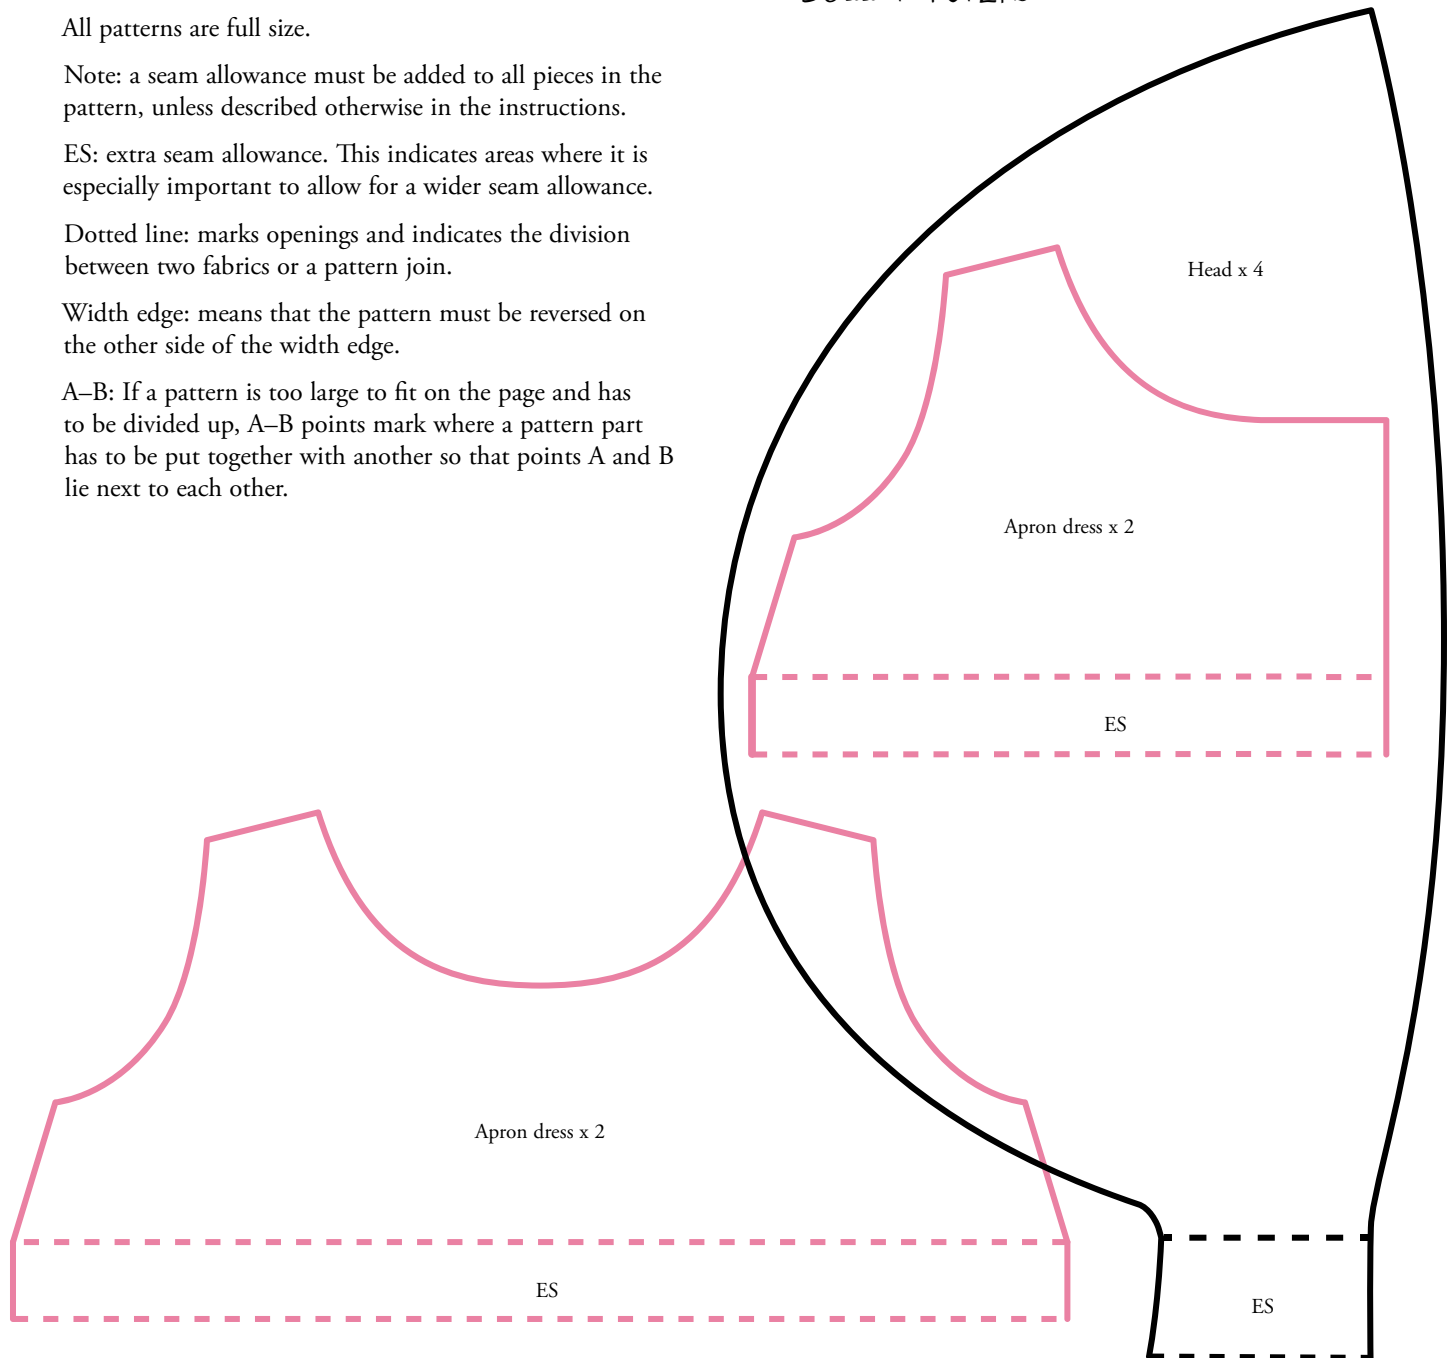 All patterns are full size.
Note: a seam allowance must be added to all pieces in the
pattern, unless described otherwise in the instructions.
ES: extra seam allowance. This indicates areas where it is
especially important to allow for a wider seam allowance.
Dotted line: marks openings and indicates the division
between two fabrics or a pattern join.
Width edge: means that the pattern must be reversed on
the other side of the width edge.
A–B: If a pattern is too large to fit on the page and has
to be divided up, A–B points mark where a pattern part
has to be put together with another so that points A and B
lie next to each other.
Head x 4
Apron dress x 2
ES
Apron dress x 2
ES
ES